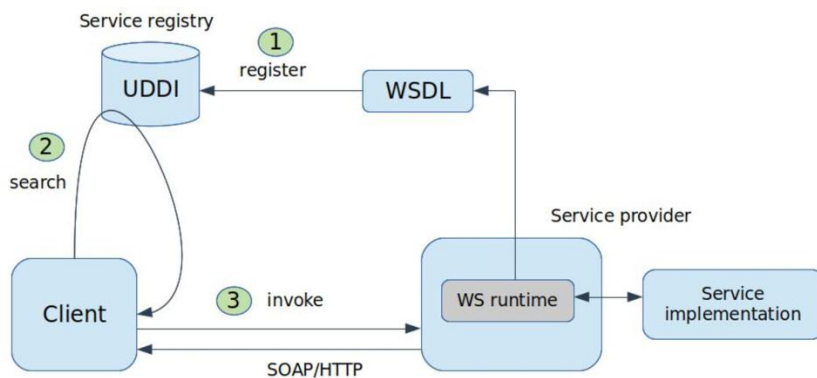 Service registry
1
register
UDDI
WSDL
2
search
Service provider
Client
3 invoke
WS runtime
Service
implementation
SOAP/HTTP